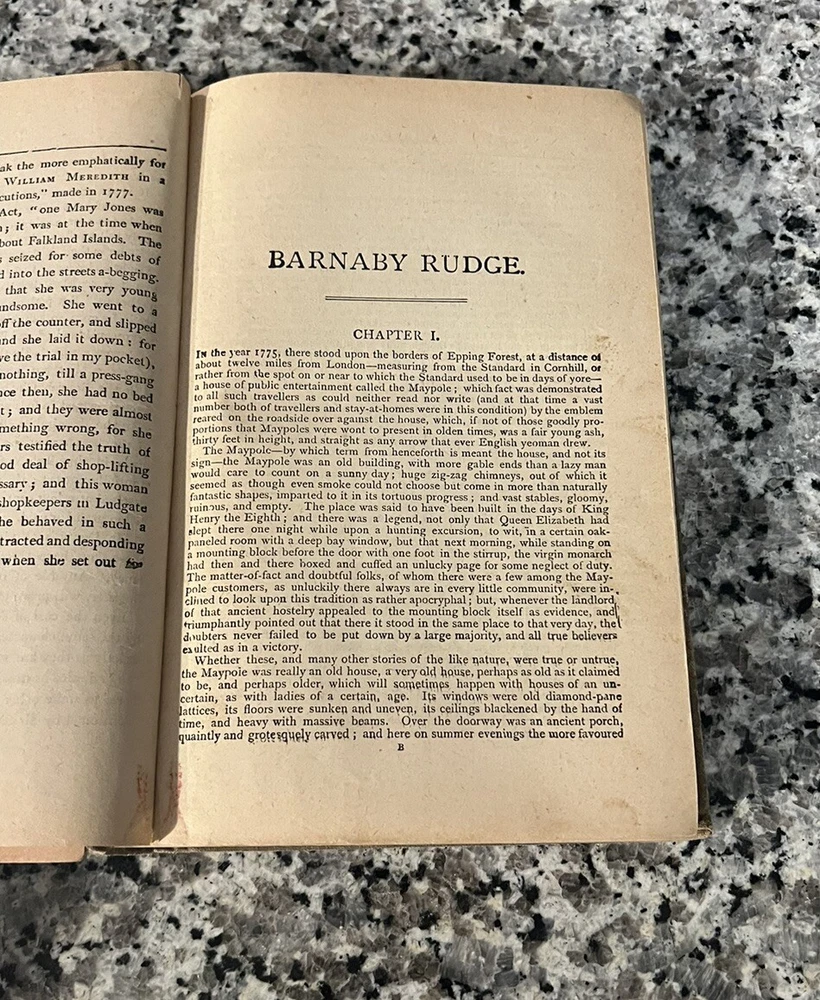 ak the more emphatically for
WILLIAM MEREDITH in a
cutions," made in 1777.
Act, "one Mary Jones was
; it was at the time when
bout Falkland Islands. The
seized for some debts of
into the streets a-begging.
that she was very young
ndsome. She went to a
off the counter, and slipped
nd she laid it down: for
ve the trial in my pocket),
nothing, till a press-gang
nce then, she had no bed
t; and they were almost
mething wrong, for she
rs testified the truth of
od deal of shop-lifting
ssary; and this woman
shopkeepers in Ludgate
he behaved in such a
tracted and desponding
when she set out for
BARNABY RUDGE.
CHAPTER I.
IN the year 1775, there stood upon the borders of Epping Forest, at a distance of
about twelve miles from London—measuring from the Standard in Cornhill, or
rather from the spot on or near to which the Standard used to be in days of yore—
a house of public entertainment called the Maypole; which fact was demonstrated
to all such travellers as could neither read nor write (and at that time a vast
number both of travellers and stay-at-homes were in this condition) by the emblem
reared on the roadside over against the house, which, if not of those goodly pro-
portions that Maypoles were wont to present in olden times, was a fair young ash,
thirty feet in height, and straight as any arrow that ever English yeoman drew.
The Maypole—by which term from henceforth is meant the house, and not its
sign—the Maypole was an old building, with more gable ends than a lazy man
would care to count on a sunny day; huge zig-zag chimneys, out of which it
seemed as though even smoke could not choose but come in more than naturally
fantastic shapes, imparted to it in its tortuous progress; and vast stables, gloomy,
ruinous, and empty. The place was said to have been built in the days of King
Henry the Eighth; and there was a legend, not only that Queen Elizabeth had
slept there one night while upon a hunting excursion, to wit, in a certain oak-
paneled room with a deep bay window, but that next morning, while standing on
a mounting block before the door with one foot in the stirrup, the virgin monarch
had then and there boxed and cuffed an unlucky page for some neglect of duty.
The matter-of-fact and doubtful folks, of whom there were a few among the May-
pole customers, as unluckily there always are in every little community, were in-
clined to look upon this tradition as rather apocryphal; but, whenever the landlord
of that ancient hostelry appealed to the mounting block itself as evidence, and
triumphantly pointed out that there it stood in the same place to that very day, the
doubters never failed to be put down by a large majority, and all true believers
exulted as in a victory.
Whether these, and many other stories of the like nature, were true or untrue,
the Maypole was really an old house, a very old house, perhaps as old as it claimed
to be, and perhaps older, which will sometimes happen with houses of an un-
certain, as with ladies of a certain, age. Its windows were old diamond-pane
lattices, its floors were sunken and uneven, its ceilings blackened by the hand of
time, and heavy with massive beams. Over the doorway was an ancient porch,
quaintly and grotesquely carved; and here on summer evenings the more favoured
B